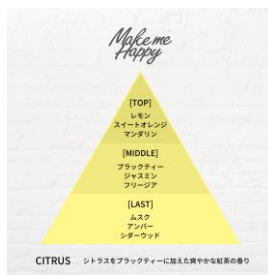 Make me
Happy
[TOP]
レモン
スイートオレンジ
マンダリン
[MIDDLE]
ブラックティー
ジャスミン
フリージア
[LAST]
ムスク
アンバー
シダーウッド
CITRUS シトラスをブラックティーに加えた爽やかな紅茶の香り